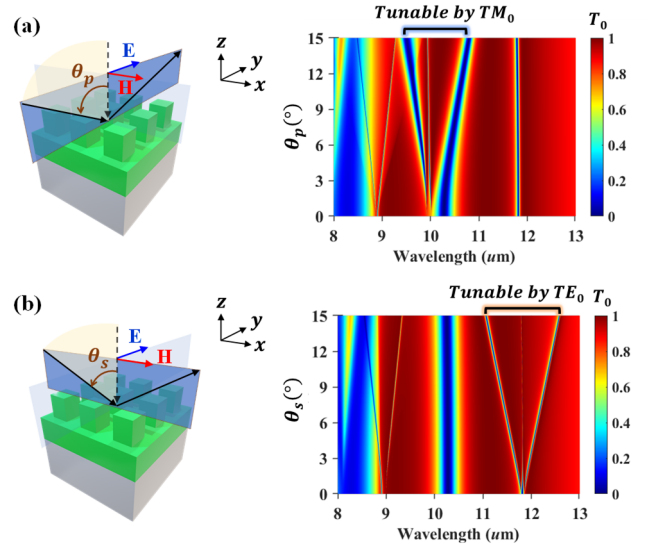 (a)
E
H
θp
z
y
x
Tunable by TM0
T0
θp(°)
15
12
9
6
3
0
8 9 10 11 12 13
Wavelength (um)
1
0.8
0.6
0.4
0.2
0
(b)
E
H
θs
z
y
x
Tunable by TE0
T0
θs(°)
15
12
9
6
3
0
8 9 10 11 12 13
Wavelength (um)
1
0.8
0.6
0.4
0.2
0